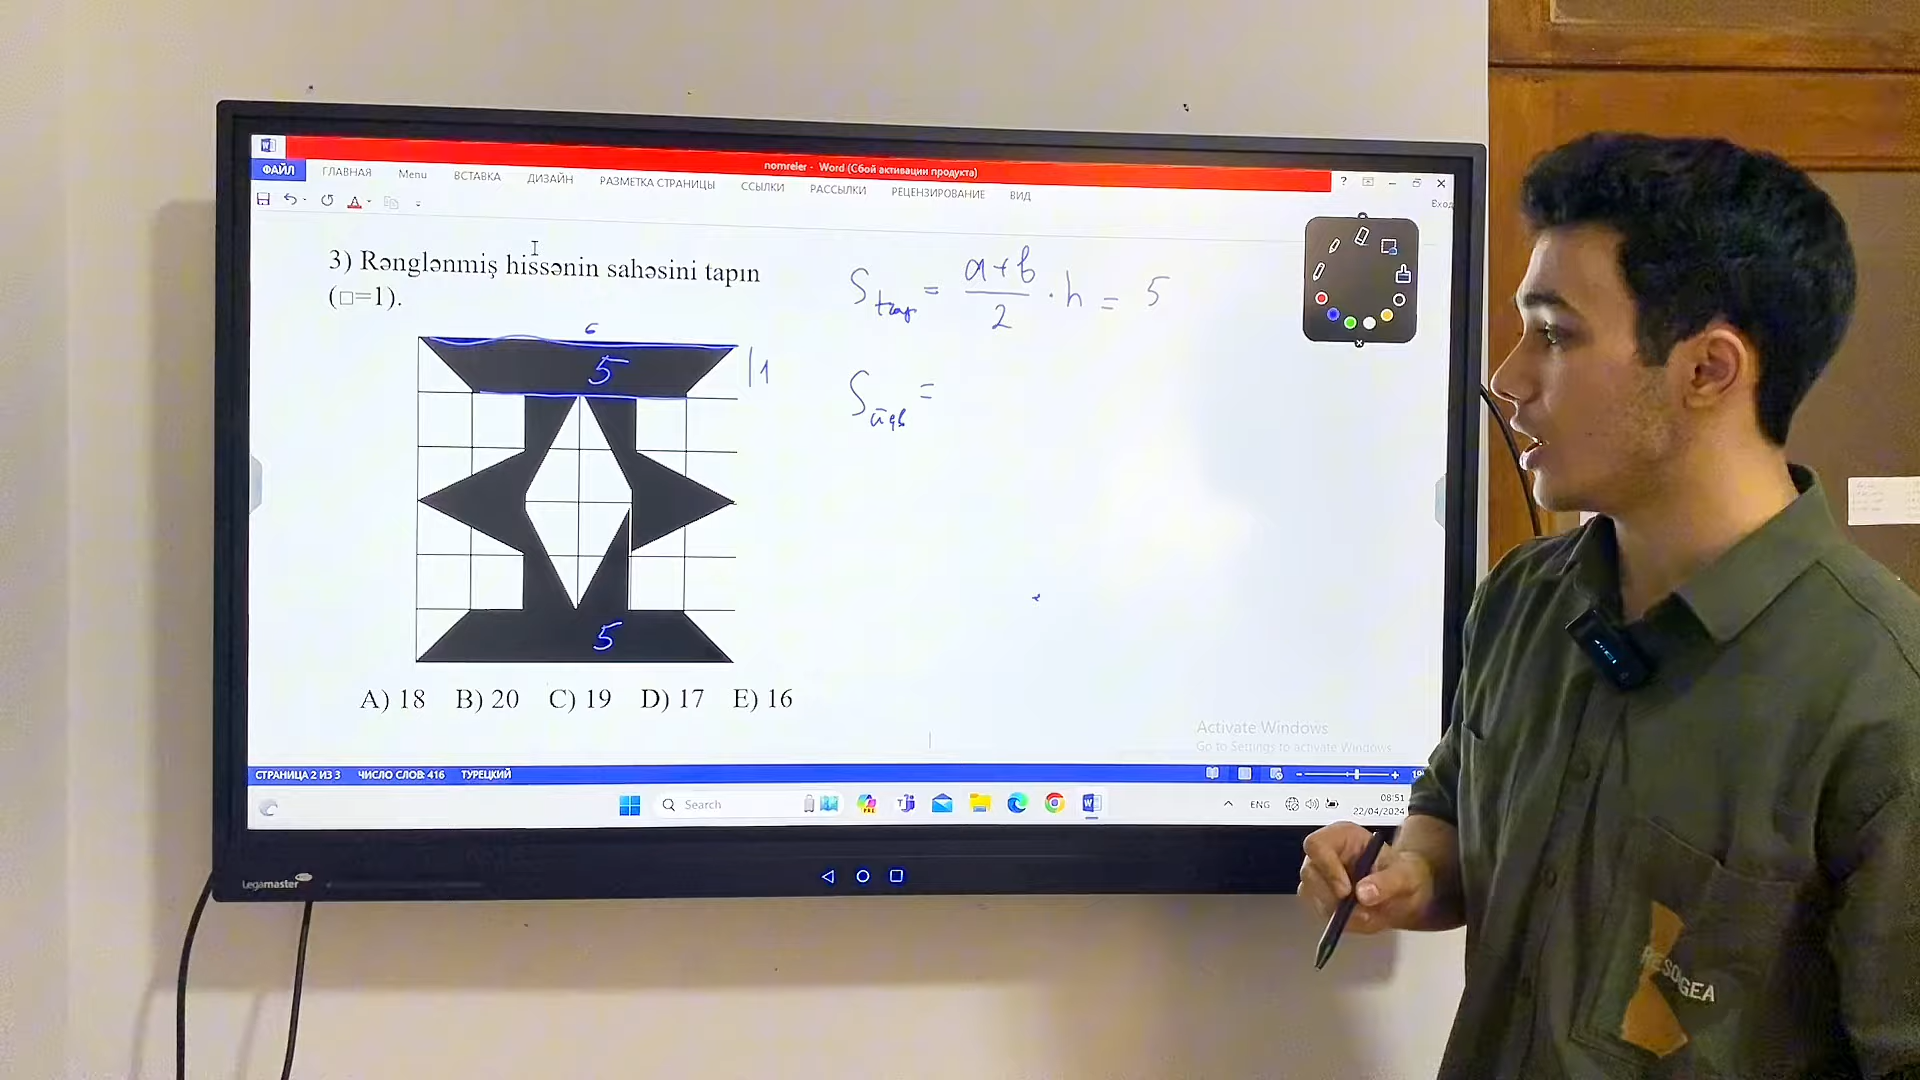 nomreler - Word (Сбой активации продукта)
ФАЙЛ ГЛАВНАЯ Menu ВСТАВКА ДИЗАЙН РАЗМЕТКА СТРАНИЦЫ ССЫЛКИ РАССЫЛКИ РЕЦЕНЗИРОВАНИЕ ВИД
Вход
3) Rənglənmiş hissənin sahəsini tapın
(□=1).
S trap = a+b / 2 · h = 5
S üçb =
6
5
1
5
A) 18 B) 20 C) 19 D) 17 E) 16
Activate Windows
Go to Settings to activate Windows.
СТРАНИЦА 2 ИЗ 3 ЧИСЛО СЛОВ: 416 ТУРЕЦКИЙ
Search
ENG
08:51
22/04/2024
Legamaster